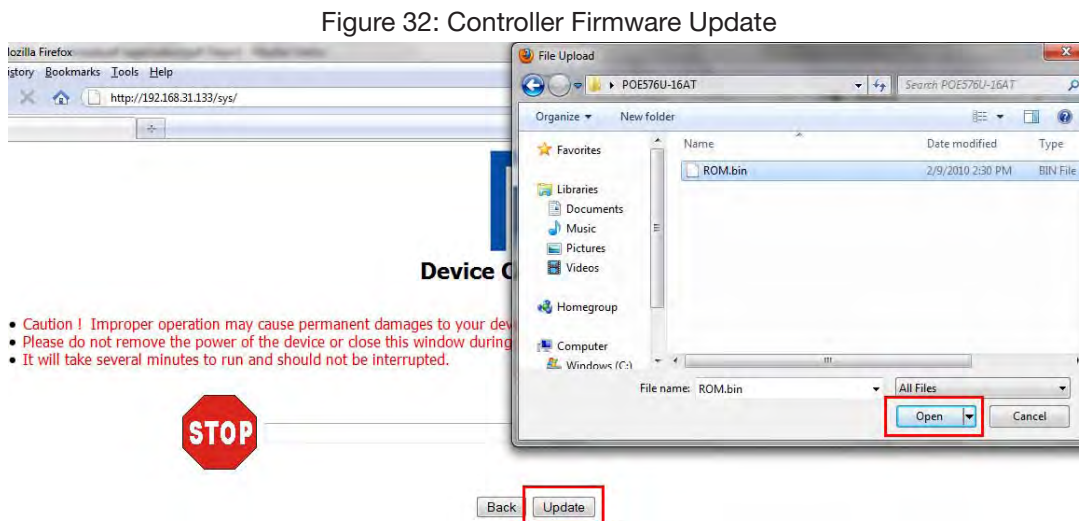 Figure 32: Controller Firmware Update
lozilla Firefox
istory Bookmarks Tools Help
http://192.168.31.133/sys/
Device C
• Caution ! Improper operation may cause permanent damages to your dev
• Please do not remove the power of the device or close this window during
• It will take several minutes to run and should not be interrupted.
STOP
Back Update
File Upload
POE576U-16AT
Search POE576U-16AT
Organize New folder
Favorites
Libraries
Documents
Music
Pictures
Videos
Homegroup
Computer
Windows (C:)
Name Date modified Type
ROM.bin 2/9/2010 2:30 PM BIN File
File name: ROM.bin All Files
Open Cancel